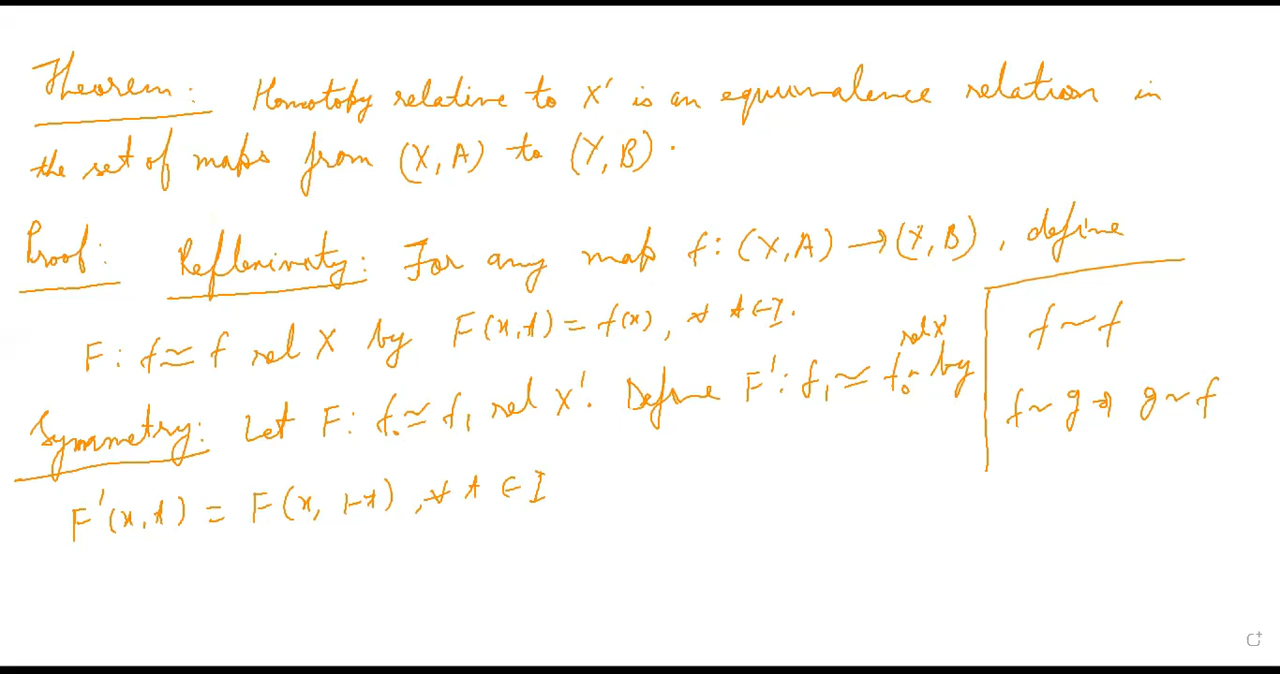 Theorem: Homotopy relative to X' is an equivalence relation in
the set of maps from (X, A) to (Y, B).
Proof: Reflexivity: For any map f: (X, A) → (Y, B), define
F: f ≃ f rel X by F(x,t) = f(x), ∀ t ∈ I.
Symmetry: Let F: f₀ ≃ f₁ rel X'. Define F': f₁ ≃ f₀ rel X' by
F'(x,t) = F(x, 1-t), ∀ t ∈ I
f ~ f
f ~ g ⇒ g ~ f